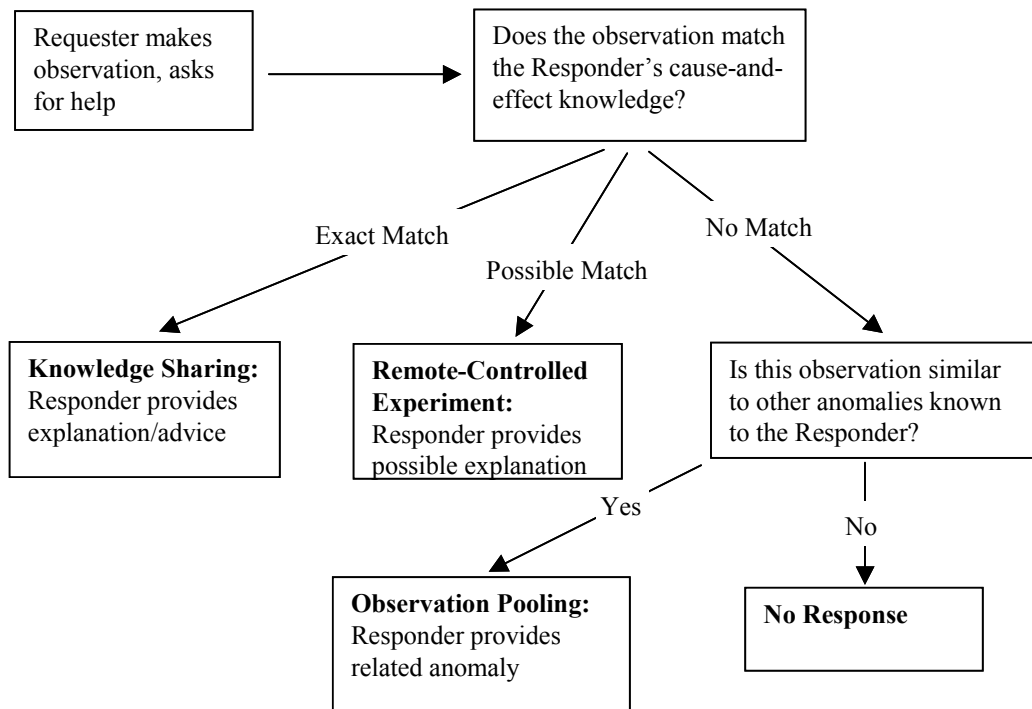 Requester makes
observation, asks
for help
Does the observation match
the Responder’s cause-and-
effect knowledge?
Exact Match
Possible Match
No Match
Knowledge Sharing:
Responder provides
explanation/advice
Remote-Controlled
Experiment:
Responder provides
possible explanation
Is this observation similar
to other anomalies known
to the Responder?
Yes
No
Observation Pooling:
Responder provides
related anomaly
No Response